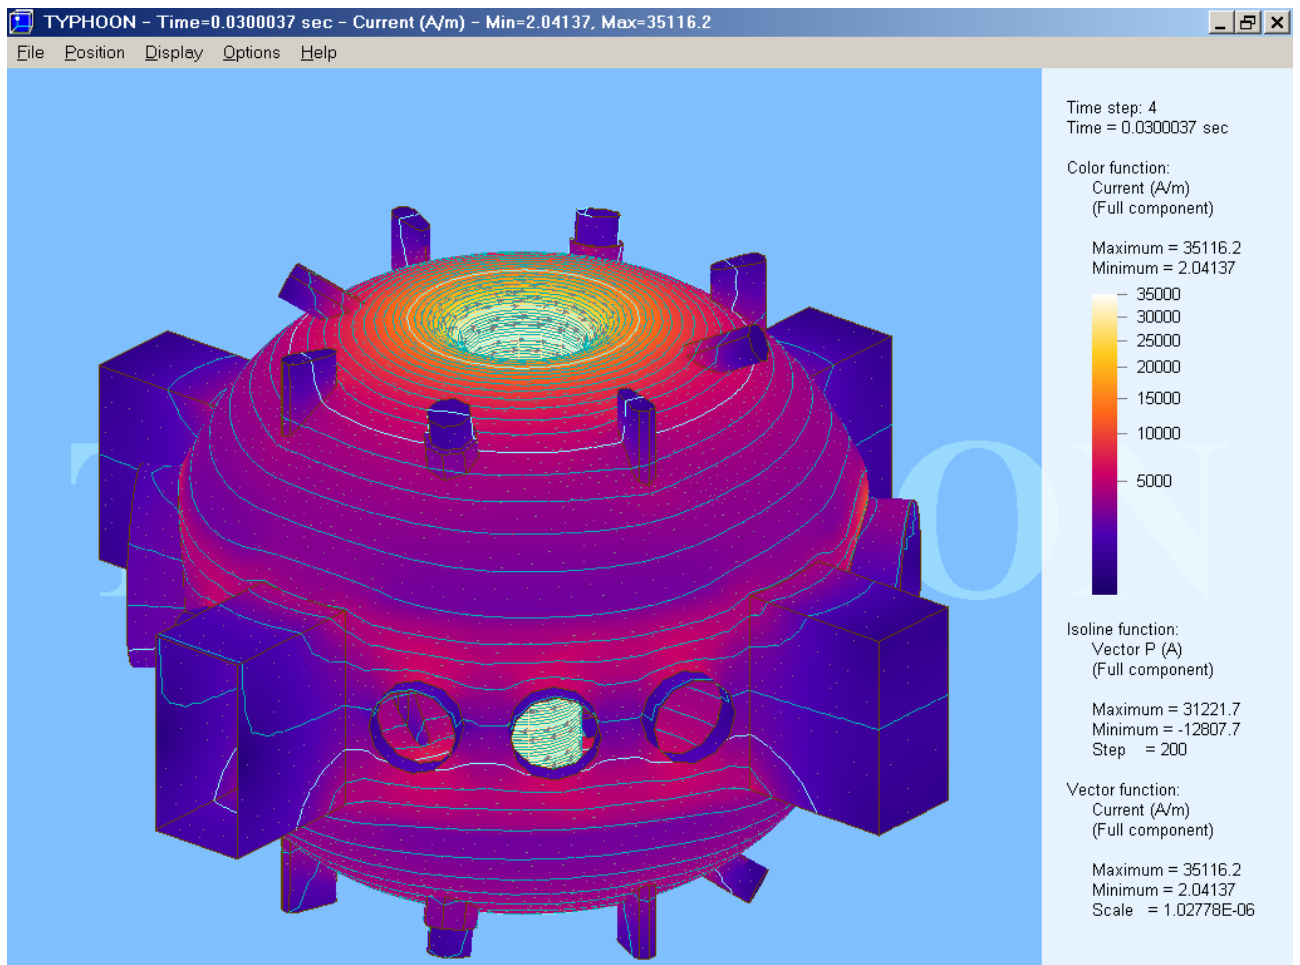 TYPHOON - Time=0.0300037 sec - Current (A/m) - Min=2.04137, Max=35116.2
File Position Display Options Help
Time step: 4
Time = 0.0300037 sec
Color function:
Current (A/m)
(Full component)
Maximum = 35116.2
Minimum = 2.04137
35000
30000
25000
20000
15000
10000
5000
Isoline function:
Vector P (A)
(Full component)
Maximum = 31221.7
Minimum = -12807.7
Step = 200
Vector function:
Current (A/m)
(Full component)
Maximum = 35116.2
Minimum = 2.04137
Scale = 1.02778E-06
T ON